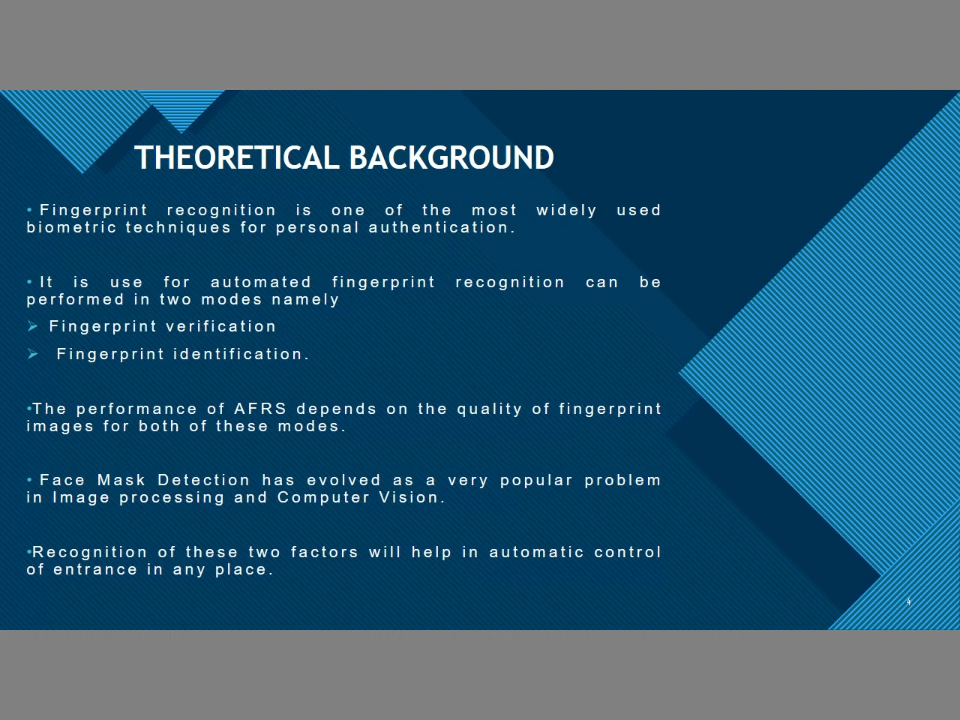 THEORETICAL BACKGROUND
• Fingerprint recognition is one of the most widely used
biometric techniques for personal authentication.
• It is use for automated fingerprint recognition can be
performed in two modes namely
➢ Fingerprint verification
➢ Fingerprint identification.
•The performance of AFRS depends on the quality of fingerprint
images for both of these modes.
• Face Mask Detection has evolved as a very popular problem
in Image processing and Computer Vision.
•Recognition of these two factors will help in automatic control
of entrance in any place.
4